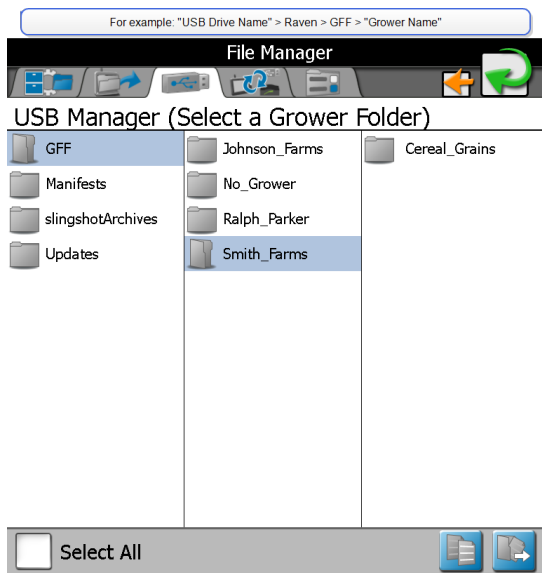 For example: "USB Drive Name" > Raven > GFF > "Grower Name"
File Manager
USB Manager (Select a Grower Folder)
GFF
Manifests
slingshotArchives
Updates
Johnson_Farms
No_Grower
Ralph_Parker
Smith_Farms
Cereal_Grains
Select All